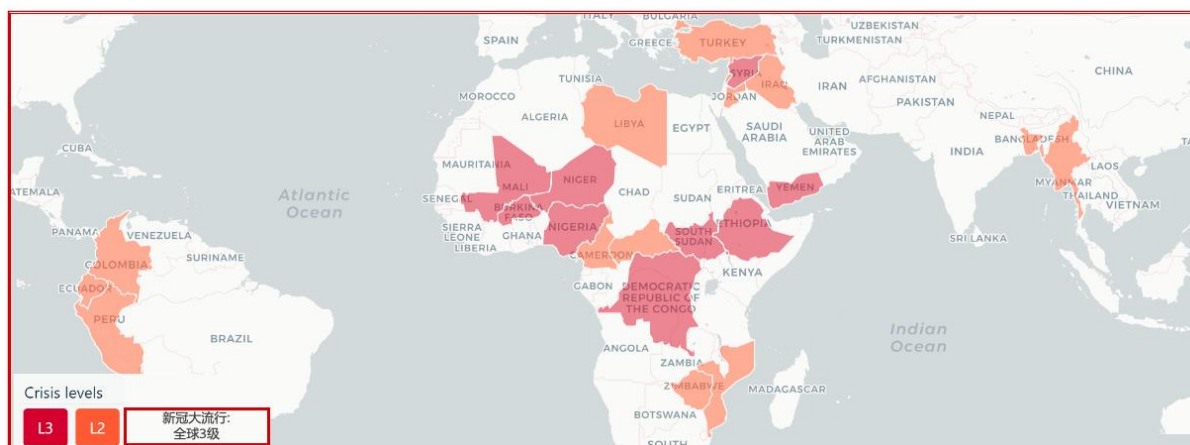 ITALY
BULGARIA
UZBEKISTAN
SPAIN
GREECE
TURKEY
TURKMENISTAN
CHINA
TUNISIA
SYRIA
MOROCCO
JORDAN
IRAQ
IRAN
AFGHANISTAN
PAKISTAN
ALGERIA
LIBYA
EGYPT
SAUDI
ARABIA
NEPAL
UNITED
ARAB
EMIRATES
BANGLADESH
CUBA
INDIA
MAURITANIA
MALI
NIGER
LAOS
MYANMAR
Atlantic
Ocean
SENEGAL
CHAD
SUDAN
ERITREA
YEMEN
THAILAND
VIETNAM
BURKINA
FASO
SIERRA
LEONE
LIBERIA
GHANA
NIGERIA
SOUTH
SUDAN
ETHIOPIA
SRI LANKA
PANAMA
VENEZUELA
SURINAME
COLOMBIA
CAMEROON
ECUADOR
GABON
KENYA
DEMOCRATIC
REPUBLIC OF
THE CONGO
PERU
BRAZIL
Indian
Ocean
ANGOLA
ZAMBIA
ZIMBABWE
MADAGASCAR
BOTSWANA
SOUTH
Crisis levels
L3
L2
新冠大流行:
全球3级